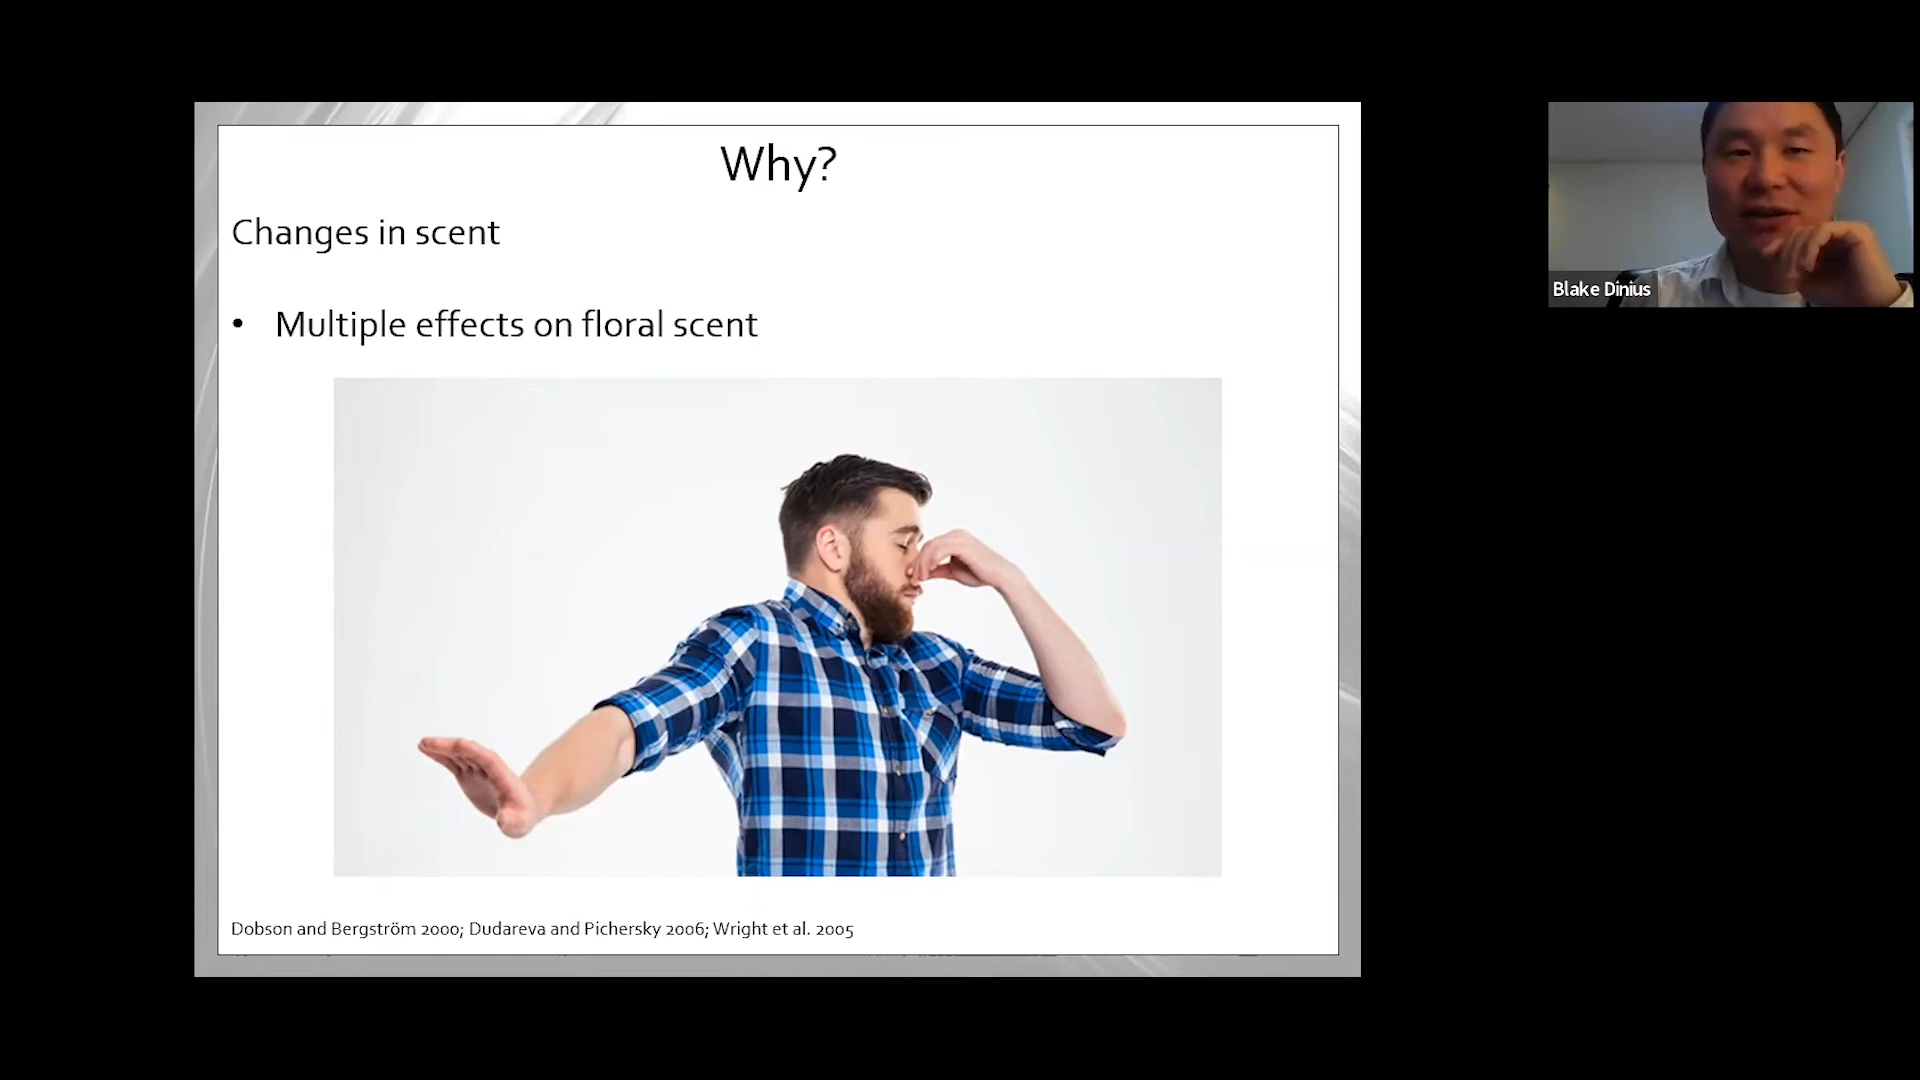 Why?
Changes in scent
• Multiple effects on floral scent
Dobson and Bergström 2000; Dudareva and Pichersky 2006; Wright et al. 2005
Blake Dinius